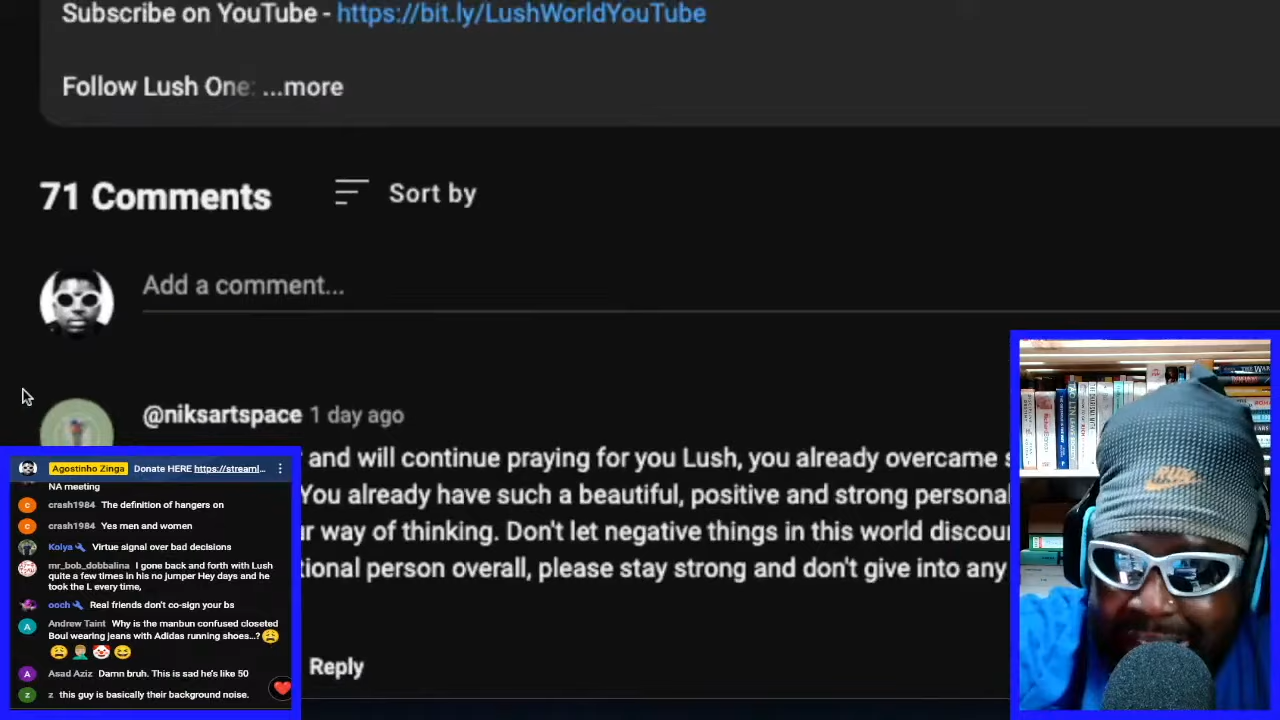 Subscribe on YouTube - https://bit.ly/LushWorldYouTube
Follow Lush One: ...more
71 Comments
Sort by
Add a comment...
@niksartspace 1 day ago
and will continue praying for you Lush, you already overcame
You already have such a beautiful, positive and strong
way of thinking. Don't let negative things in this world
person overall, please stay strong and don't give into any
Reply
Agostinho Zinga Donate HERE https://streaml...
NA meeting
crash1984 The definition of hangers on
crash1984 Yes men and women
Koiya Virtue signal over bad decisions
mr_bob_dobbalina I gone back and forth with Lush
quite a few times in his no jumper Hey days and he
took the L every time,
ooch Real friends don't co-sign your bs
Andrew Taint Why is the manbun confused closeted
Boul wearing jeans with Adidas running shoes...? 😩
😩 🤦🏼‍♂️ 🤡 😆
Asad Aziz Damn bruh. This is sad he's like 50
z this guy is basically their background noise.